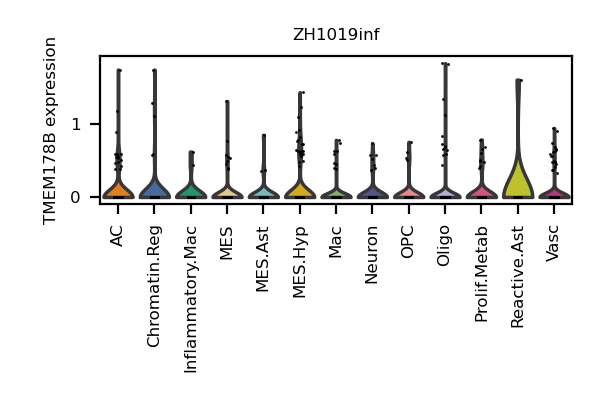 ZH1019inf
TMEM178B expression
1
0
AC
Chromatin.Reg
Inflammatory.Mac
MES
MES.Ast
MES.Hyp
Mac
Neuron
OPC
Oligo
Prolif.Metab
Reactive.Ast
Vasc